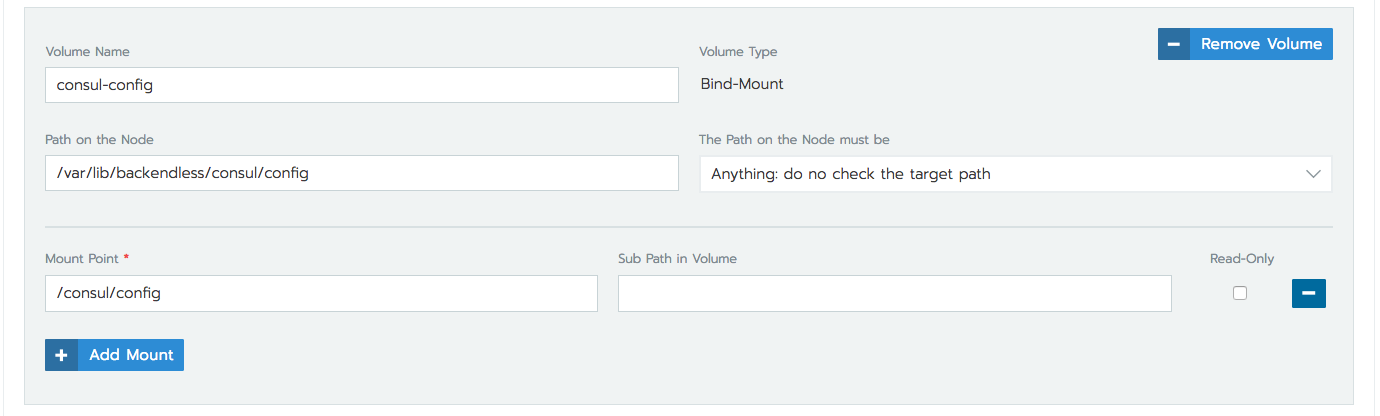 Volume Name
Volume Type
Remove Volume
consul-config
Bind-Mount
Path on the Node
The Path on the Node must be
/var/lib/backendless/consul/config
Anything: do no check the target path
Mount Point *
Sub Path in Volume
Read-Only
/consul/config
Add Mount